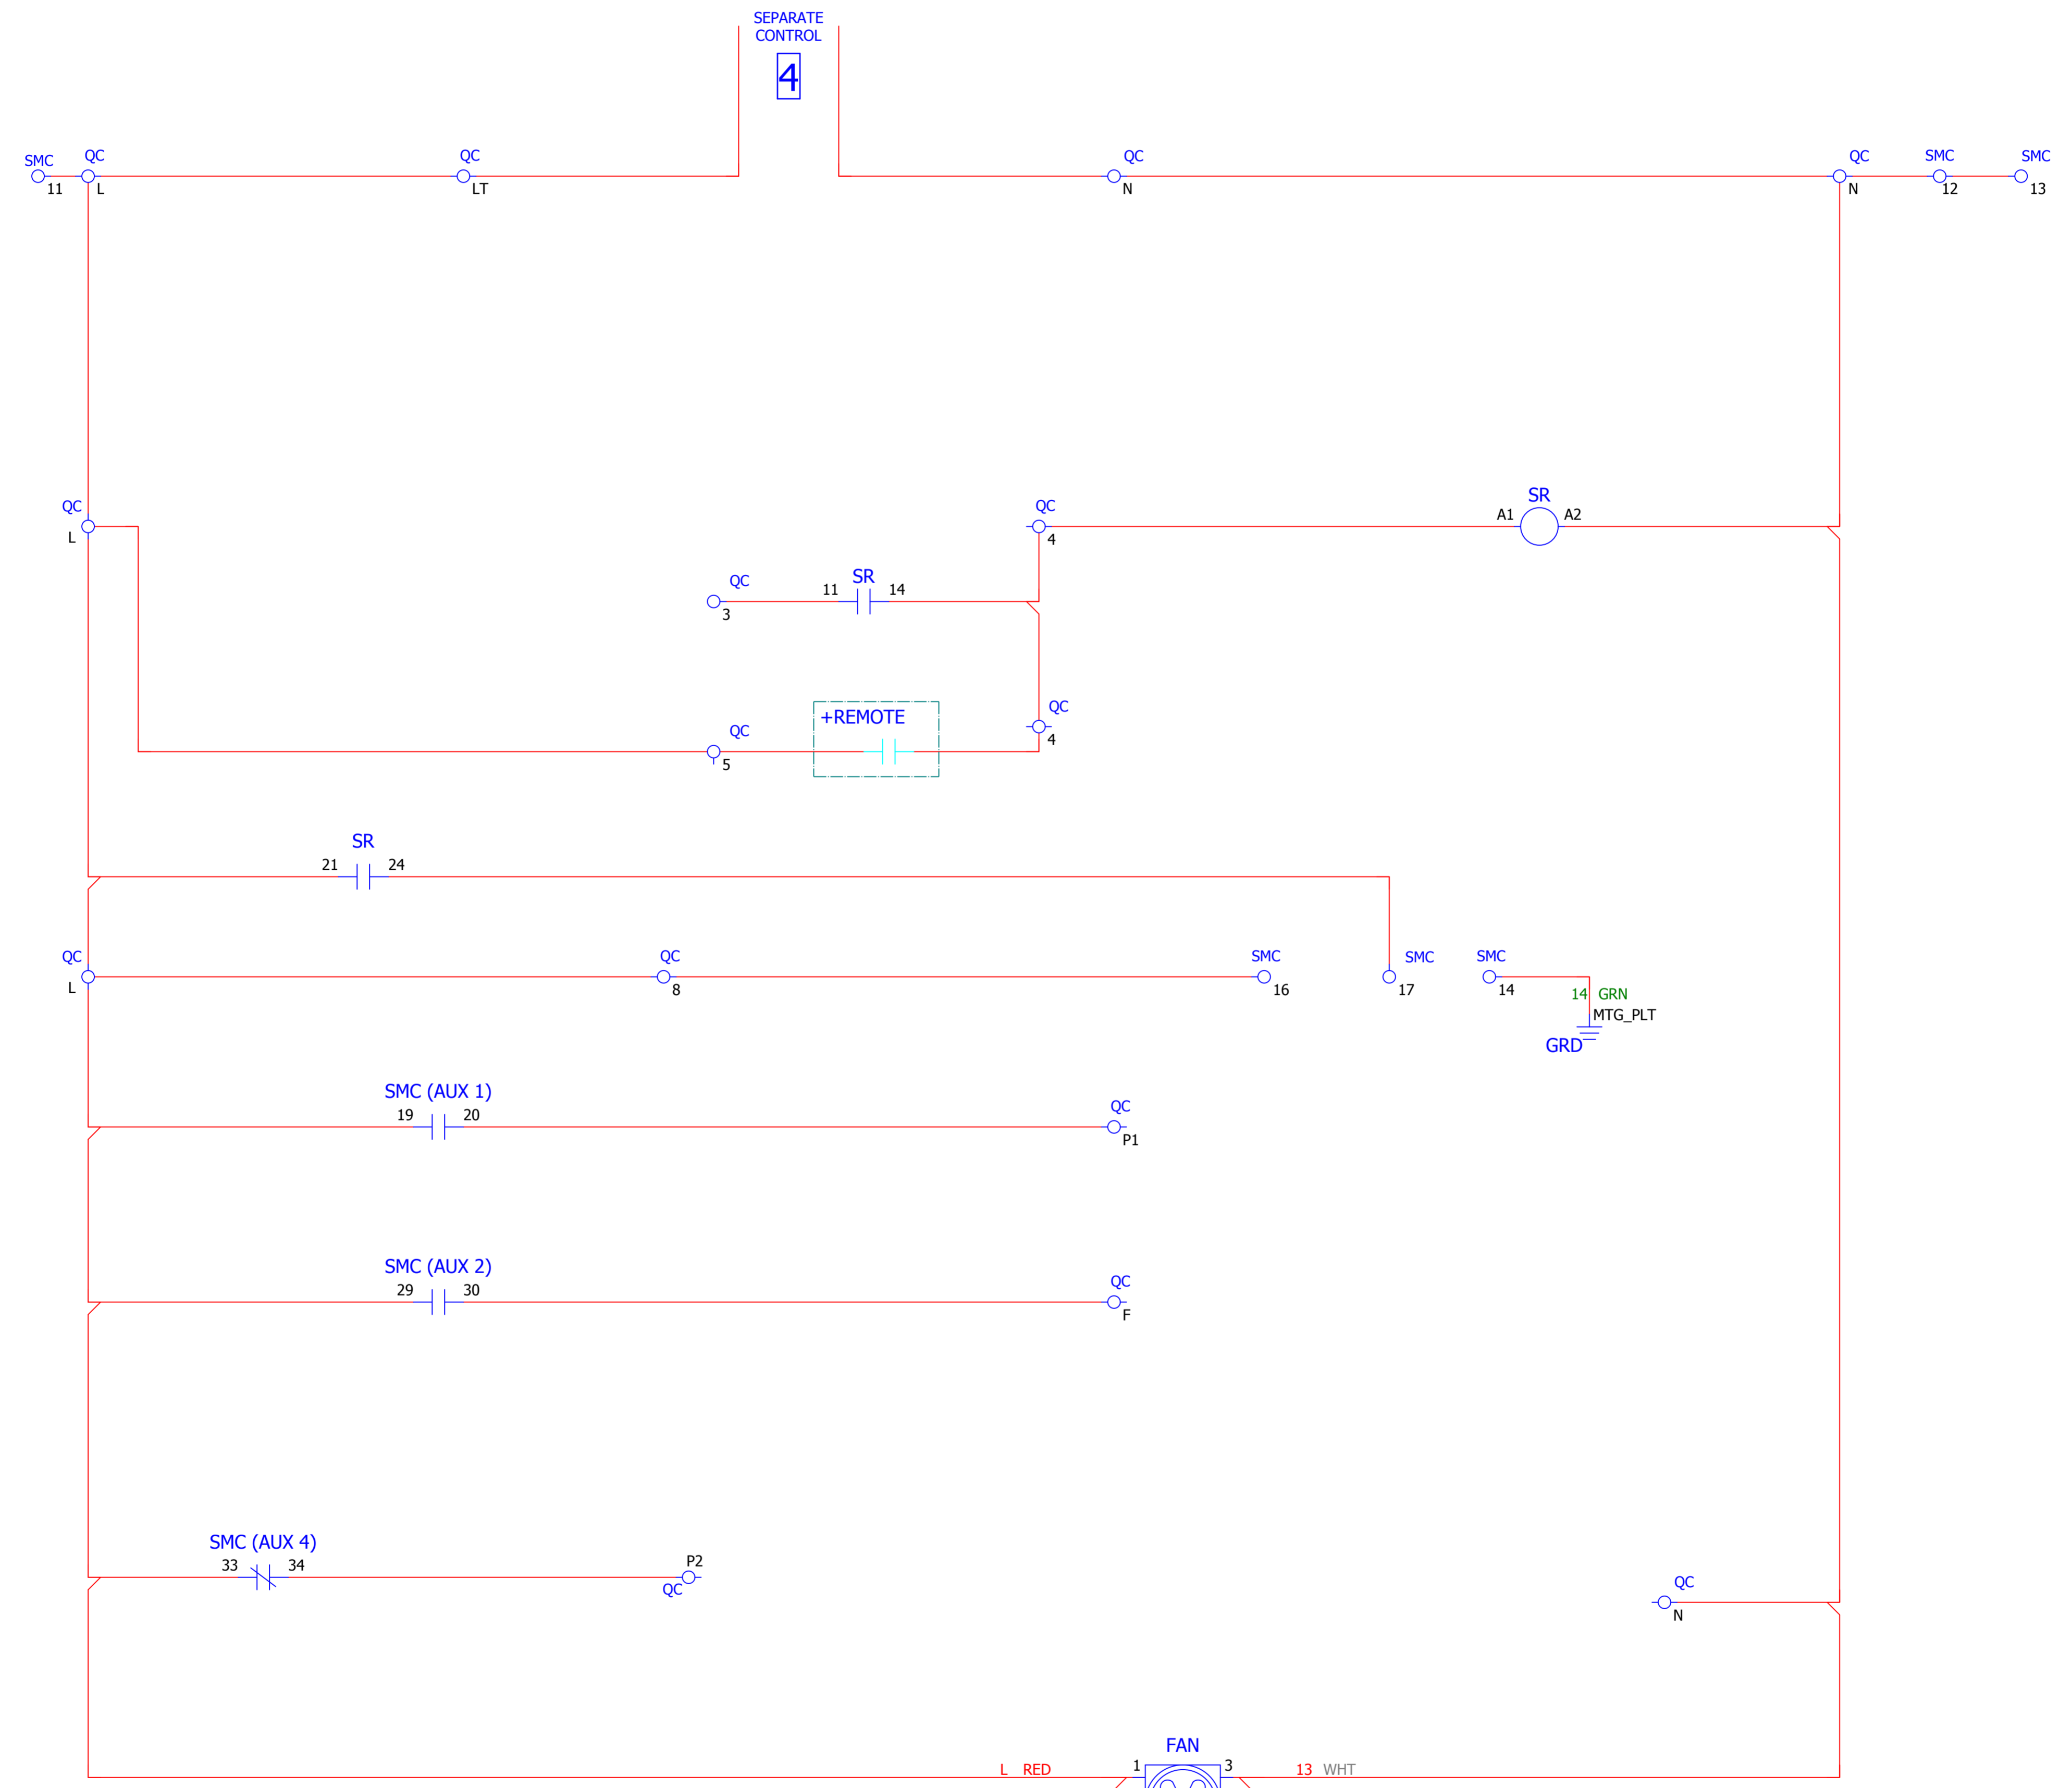 SEPARATE
CONTROL
4
SMC
QC
QC
QC
QC
SMC
SMC
11
L
LT
N
N
12
13
QC
L
QC
4
SR
A1
A2
QC
3
SR
11
14
+REMOTE
QC
5
QC
4
SR
21
24
QC
L
QC
8
SMC
16
SMC
17
SMC
14
14 GRN
MTG_PLT
GRD
SMC (AUX 1)
19
20
QC
P1
SMC (AUX 2)
29
30
QC
F
SMC (AUX 4)
33
34
P2
QC
QC
N
FAN
L RED
1
3
13 WHT